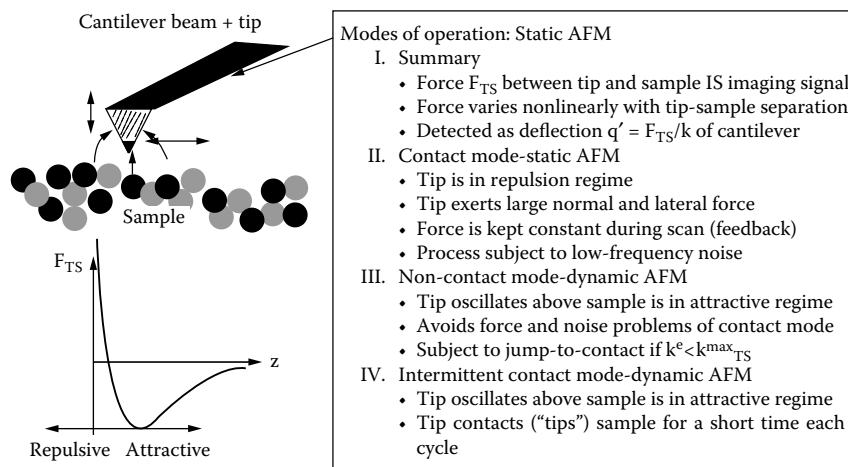 Cantilever beam + tip
Sample
F_TS
z
Repulsive
Attractive
Modes of operation: Static AFM
I. Summary
• Force F_TS between tip and sample IS imaging signal
• Force varies nonlinearly with tip-sample separation
• Detected as deflection q′ = F_TS/k of cantilever
II. Contact mode-static AFM
• Tip is in repulsion regime
• Tip exerts large normal and lateral force
• Force is kept constant during scan (feedback)
• Process subject to low-frequency noise
III. Non-contact mode-dynamic AFM
• Tip oscillates above sample is in attractive regime
• Avoids force and noise problems of contact mode
• Subject to jump-to-contact if k^e<k^max_TS
IV. Intermittent contact mode-dynamic AFM
• Tip oscillates above sample is in attractive regime
• Tip contacts (“tips”) sample for a short time each
cycle